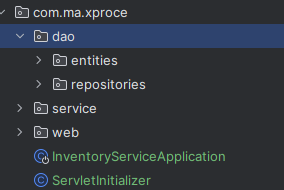 com.ma.xproce
dao
entities
repositories
service
web
InventoryServiceApplication
ServletInitializer